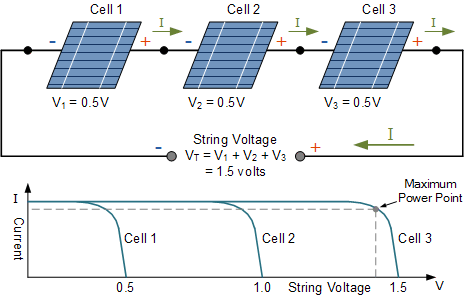 Cell 1
Cell 2
Cell 3
I
I
I
- + - + - +
V1 = 0.5V
V2 = 0.5V
V3 = 0.5V
String Voltage
- +
I
VT = V1 + V2 + V3
= 1.5 volts
Maximum
Power Point
I
Current
Cell 1
Cell 2
Cell 3
0.5
1.0
String Voltage
1.5
V